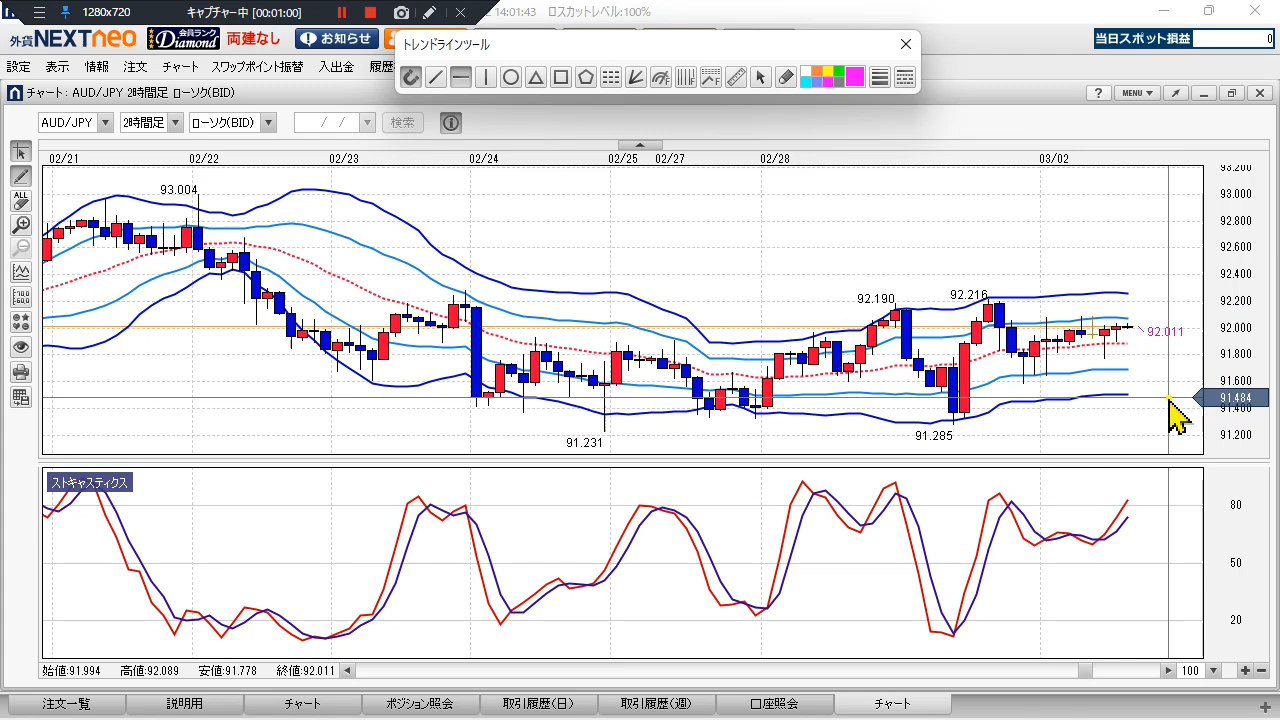 1280x720
キャプチャー中 [00:01:00]
14:01:43 ロスカットレベル:100%
外貨NEXTneo
会員ランク
Diamond
両建なし
お知らせ
トレンドラインツール
当日スポット損益
0
設定 表示 情報 注文 チャート スワップポイント振替 入出金 履歴
チャート : AUD/JPY 2時間足 ローソク(BID)
? MENU
AUD/JPY 2時間足 ローソク(BID) / / 検索
02/21 02/22 02/23 02/24 02/25 02/27 02/28 03/02
ALL
93.200
93.000
92.800
92.600
92.400
92.200
92.000
91.800
91.600
91.484
91.400
91.200
93.004
92.190
92.216
92.011
91.231
91.285
ストキャスティクス
80
50
20
始値:91.994 高値:92.089 安値:91.778 終値:92.011
100
注文一覧 説明用 チャート ポジション照会 取引履歴(日) 取引履歴(週) 口座照会 チャート